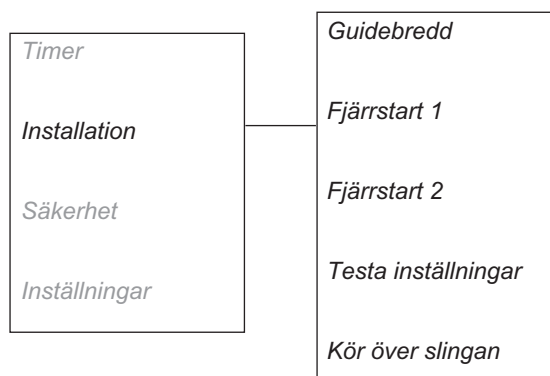 Timer
Installation
Säkerhet
Inställningar
Guidebredd
Fjärrstart 1
Fjärrstart 2
Testa inställningar
Kör över slingan